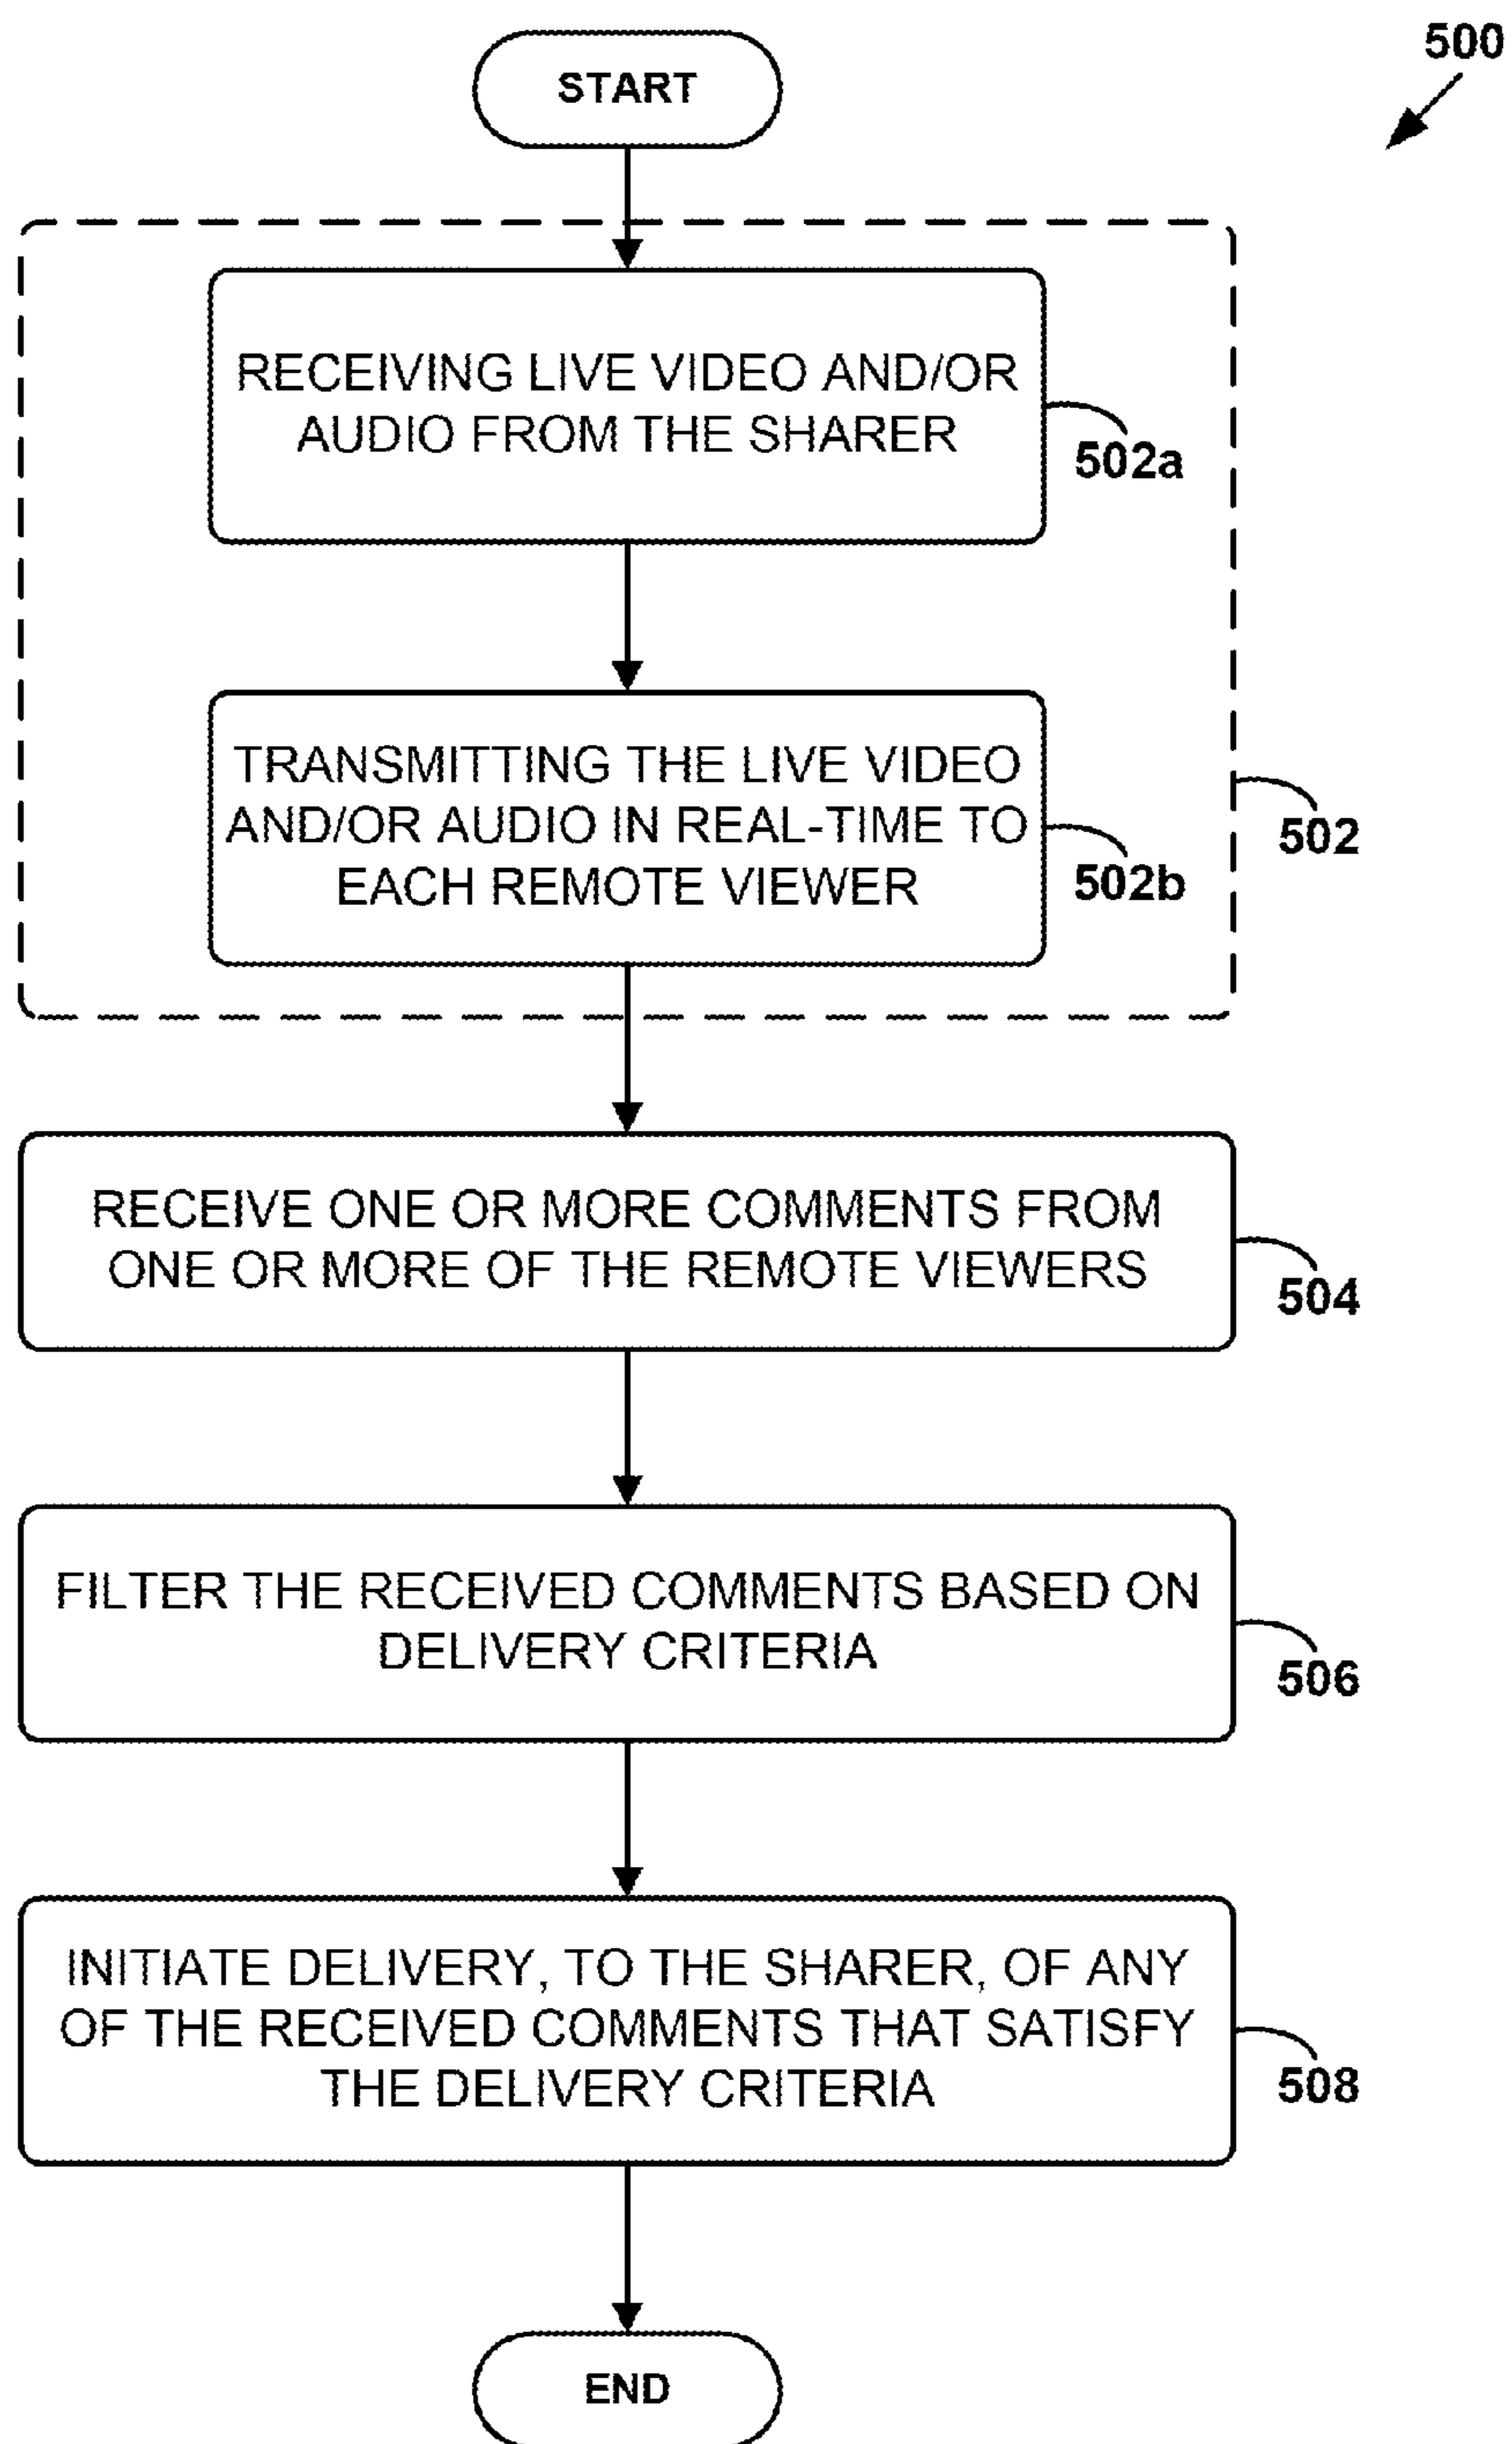 500
START
RECEIVING LIVE VIDEO AND/OR
AUDIO FROM THE SHARER
502a
TRANSMITTING THE LIVE VIDEO
AND/OR AUDIO IN REAL-TIME TO
EACH REMOTE VIEWER
502b
502
RECEIVE ONE OR MORE COMMENTS FROM
ONE OR MORE OF THE REMOTE VIEWERS
504
FILTER THE RECEIVED COMMENTS BASED ON
DELIVERY CRITERIA
506
INITIATE DELIVERY, TO THE SHARER, OF ANY
OF THE RECEIVED COMMENTS THAT SATISFY
THE DELIVERY CRITERIA
508
END